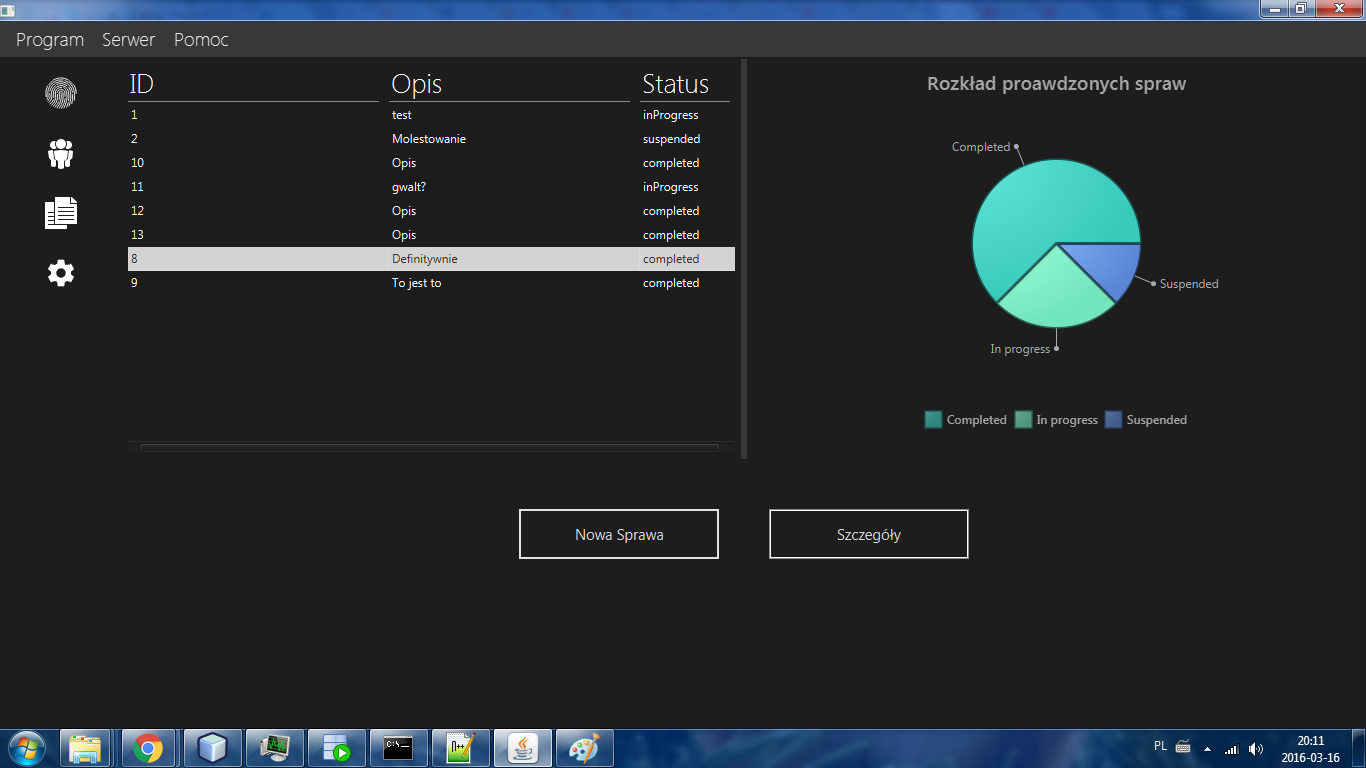 Program Serwer Pomoc
ID Opis Status
1 test inProgress
2 Molestowanie suspended
10 Opis completed
11 gwalt? inProgress
12 Opis completed
13 Opis completed
8 Definitywnie completed
9 To jest to completed
Rozkład proawdzonych spraw
Completed
Suspended
In progress
Completed In progress Suspended
Nowa Sprawa Szczegóły
C:\
PL
20:11
2016-03-16